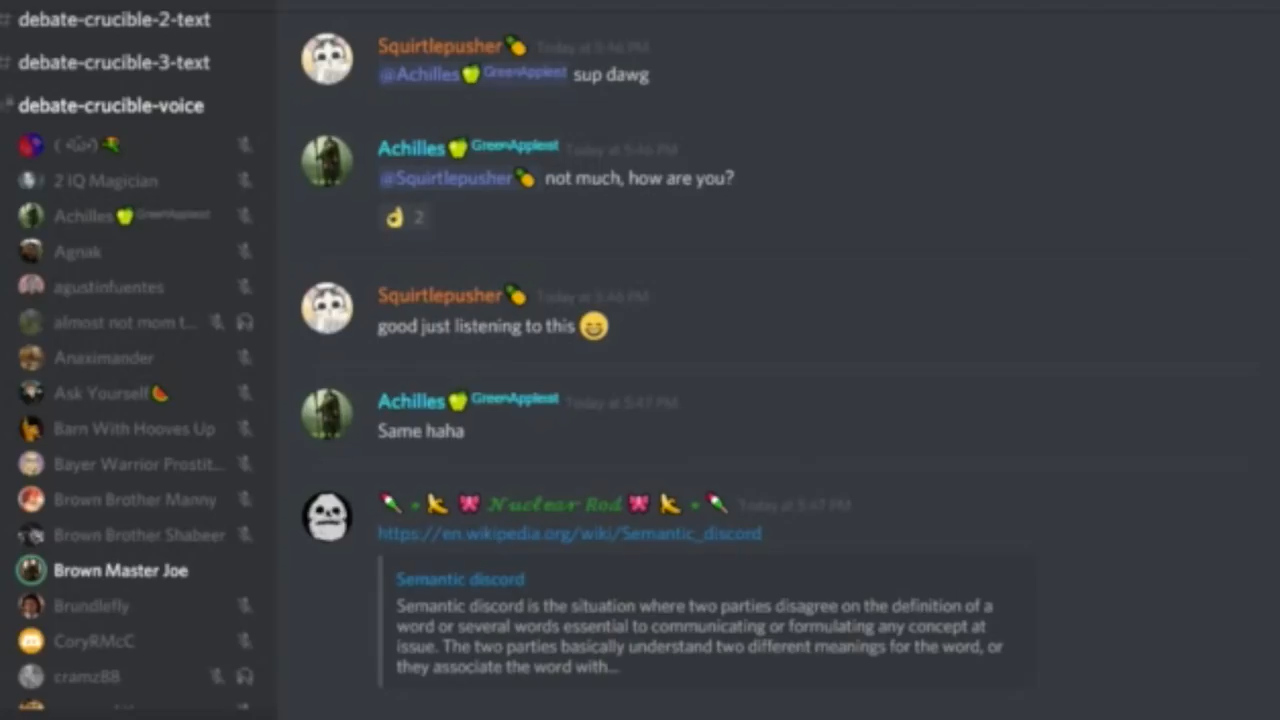 debate-crucible-2-text
debate-crucible-3-text
debate-crucible-voice
2 IQ Magician
Achilles🍏 GreenAppleist
Agnak
agustinfuentes
almost not mom t...
Anaximander
Ask Yourself🍉
Barn With Hooves Up
Bayer Warrior Prostit...
Brown Brother Manny
Brown Brother Shabeer
Brown Master Joe
Brundlefly
CoryRMcC
cramz88
Squirtlepusher🍍 Today at 5:46 PM
@Achilles🍏 GreenAppleist sup dawg
Achilles🍏 GreenAppleist Today at 5:46 PM
@Squirtlepusher🍍 not much, how are you?
👌 2
Squirtlepusher🍍 Today at 5:46 PM
good just listening to this 😄
Achilles🍏 GreenAppleist Today at 5:47 PM
Same haha
Nuclear Rod Today at 5:47 PM
https://en.wikipedia.org/wiki/Semantic_discord
Semantic discord
Semantic discord is the situation where two parties disagree on the definition of a
word or several words essential to communicating or formulating any concept at
issue. The two parties basically understand two different meanings for the word, or
they associate the word with...